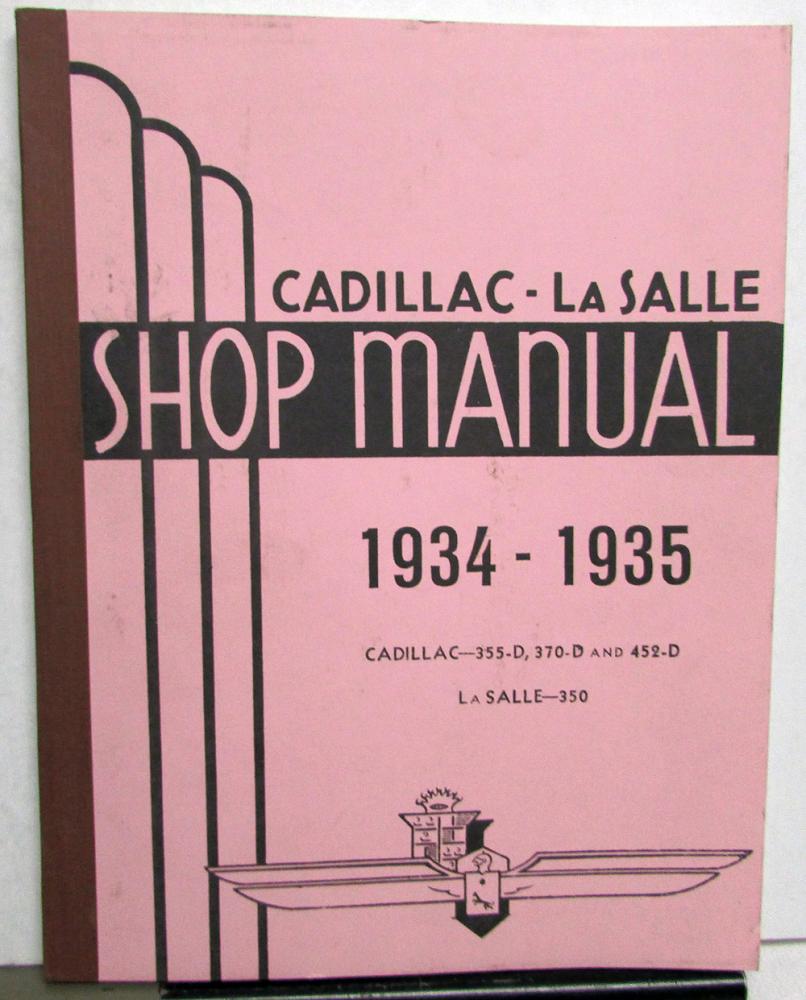 CADILLAC - LA SALLE
SHOP MANUAL
1934 - 1935
CADILLAC—355-D, 370-D AND 452-D
LA SALLE—350